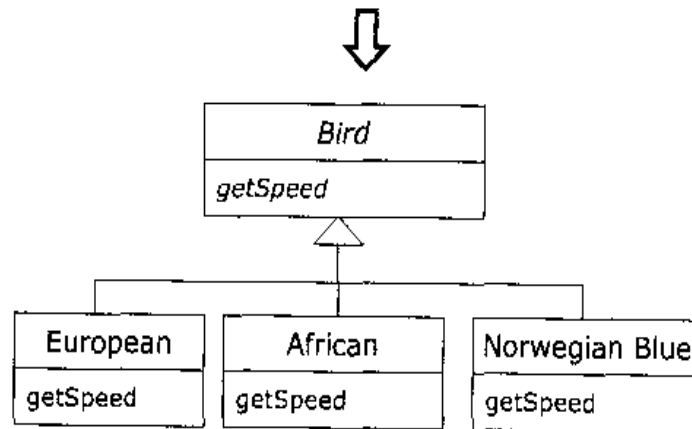 Bird
getSpeed
European
African
Norwegian Blue
getSpeed
getSpeed
getSpeed